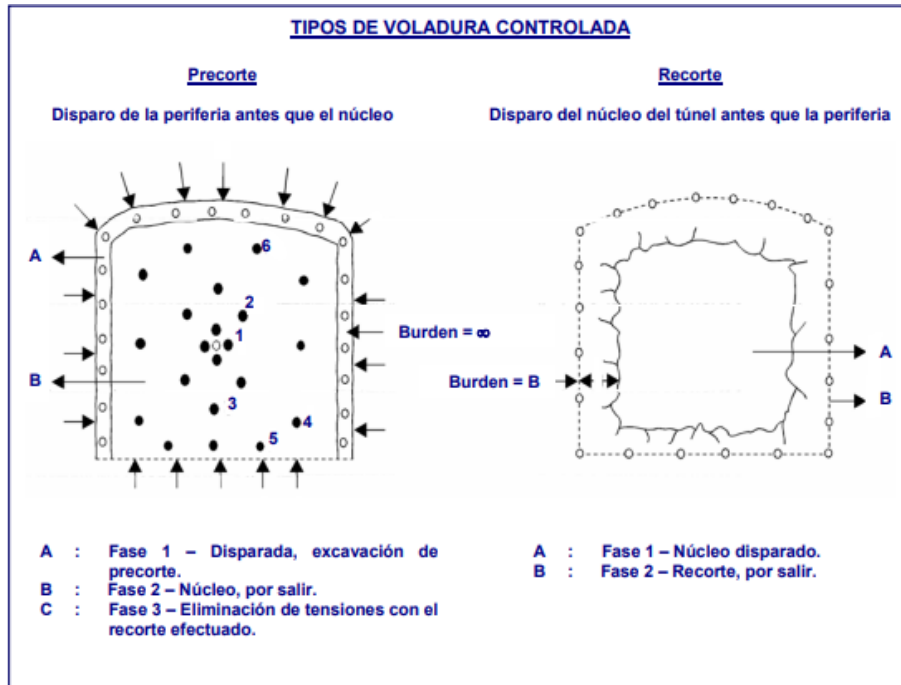 TIPOS DE VOLADURA CONTROLADA
Precorte
Disparo de la periferia antes que el núcleo
A
6
2
1
Burden = ∞
B
3
4
5
A : Fase 1 – Disparada, excavación de
precorte.
B : Fase 2 – Núcleo, por salir.
C : Fase 3 – Eliminación de tensiones con el
recorte efectuado.
Recorte
Disparo del núcleo del túnel antes que la periferia
A
Burden = B
B
A : Fase 1 – Núcleo disparado.
B : Fase 2 – Recorte, por salir.